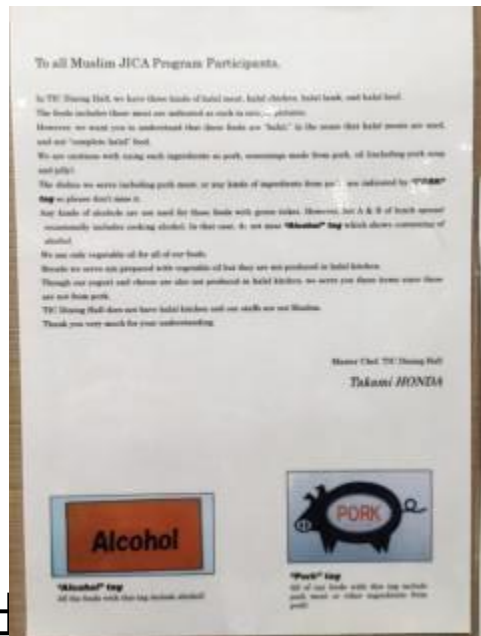 To all Muslim JICA Program Participants,
In TIC Dining Hall, we have three kinds of halal meat, halal chicken, halal lamb, and halal beef.
The foods includes these meat are indicated as such in menu pictures.
However, we want you to understand that these foods are "halal," in the sense that halal meats are used,
and not "complete halal" food.
We are cautious with using such ingredients as pork, seasonings made from pork, oil (including pork soup
and jelly).
The dishes we serve including pork meat, or any kinds of ingredients from pork are indicated by "PORK"
tag so please don't miss it.
Any kinds of alcohols are not used for these foods with green
However, A & B of lunch special
occasionally includes cooking alcohol. In that case, do not miss "Alcohol" tag which shows containing of
alcohol.
We use only vegetable oil for all of our foods.
Breads we serve are prepared with vegetable oil but they are not produced in halal kitchen.
Though our yogurt and cheese are also not produced in halal kitchen, we serve you these items since these
are not from pork.
TIC Dining Hall does not have halal kitchen and our staffs are not Muslim.
Thank you very much for your understanding.
Master Chef, TIC Dining Hall
Takami HONDA
Alcohol
PORK
"Alcohol" tag
All the foods with this tag include alcohol!
"Pork" tag
All of our foods with this tag include
pork meat or other ingredients from
pork!